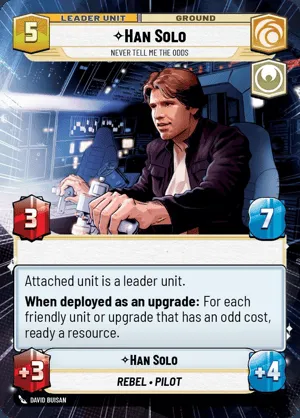 LEADER UNIT
GROUND
5
✧HAN SOLO
NEVER TELL ME THE ODDS
3
7
Attached unit is a leader unit.
When deployed as an upgrade: For each
friendly unit or upgrade that has an odd cost,
ready a resource.
✧HAN SOLO
+3
+4
REBEL • PILOT
DAVID BUISAN